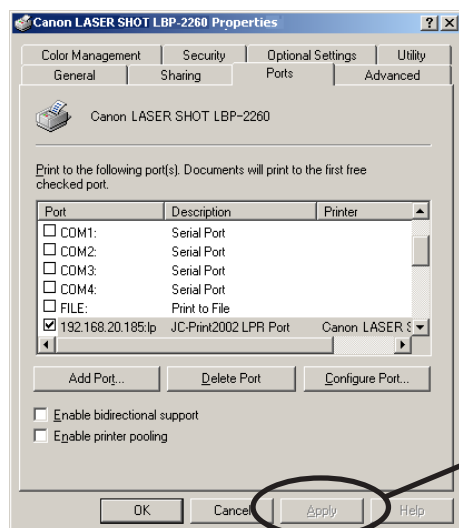 Canon LASER SHOT LBP-2260 Properties
Color Management Security Optional Settings Utility
General Sharing Ports Advanced
Canon LASER SHOT LBP-2260
Print to the following port(s). Documents will print to the first free
checked port.
Port Description Printer
COM1: Serial Port
COM2: Serial Port
COM3: Serial Port
COM4: Serial Port
FILE: Print to File
192.168.20.185:lp JC-Print2002 LPR Port Canon LASER S
Add Port... Delete Port Configure Port...
Enable bidirectional support
Enable printer pooling
OK Cancel Apply Help